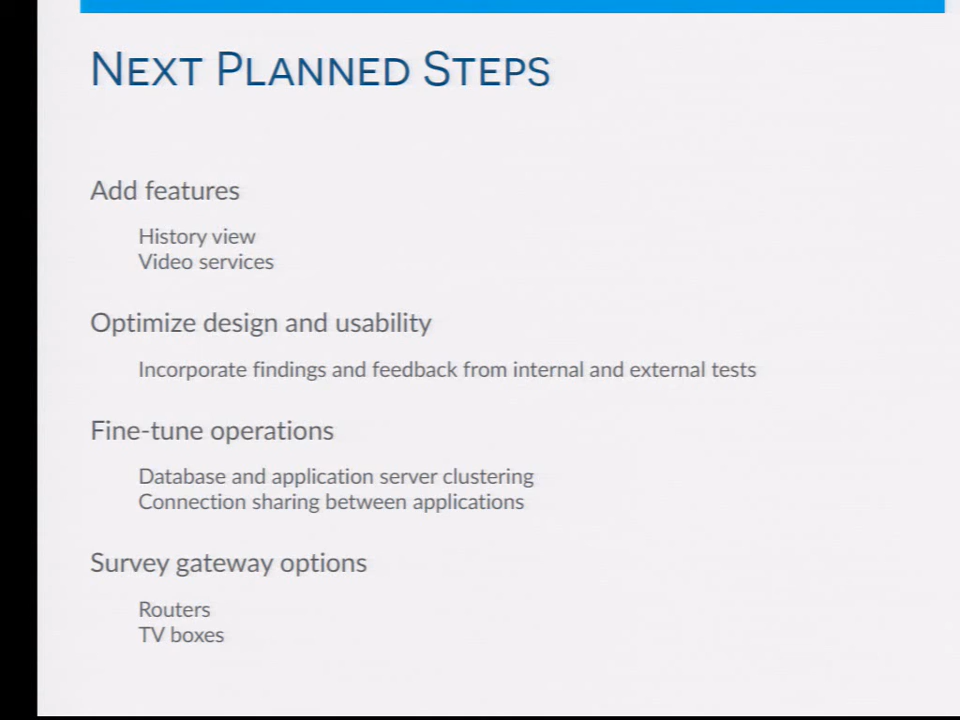 Next Planned Steps
Add features
History view
Video services
Optimize design and usability
Incorporate findings and feedback from internal and external tests
Fine-tune operations
Database and application server clustering
Connection sharing between applications
Survey gateway options
Routers
TV boxes